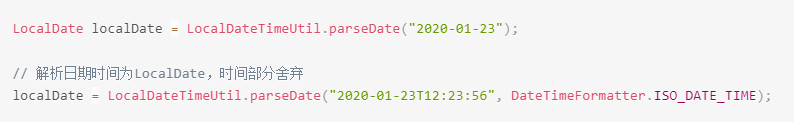 LocalDate localDate = LocalDateTimeUtil.parseDate("2020-01-23");
// 解析日期时间为LocalDate，时间部分舍弃
localDate = LocalDateTimeUtil.parseDate("2020-01-23T12:23:56", DateTimeFormatter.ISO_DATE_TIME);